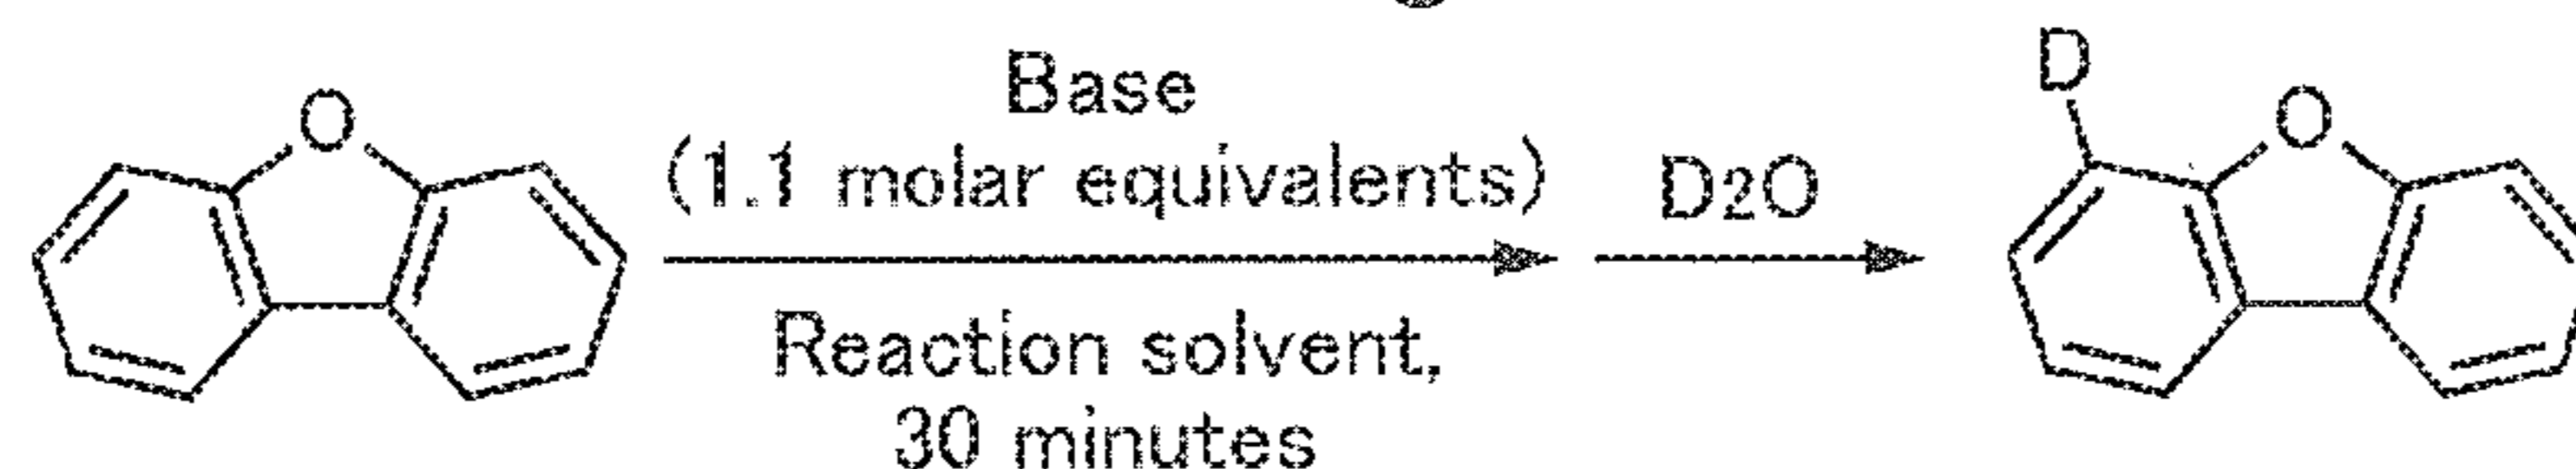 D
O
Base
O
(1.1 molar equivalents)
D2O
Reaction solvent,
30 minutes